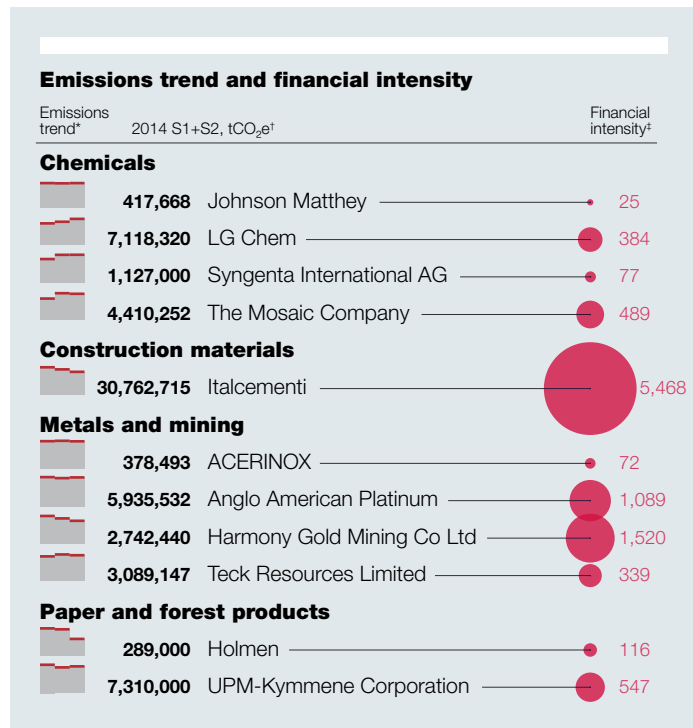 Emissions trend and financial intensity
Emissions
trend*
2014 S1+S2, tCO₂e†
Financial
intensity‡
Chemicals
417,668 Johnson Matthey 25
7,118,320 LG Chem 384
1,127,000 Syngenta International AG 77
4,410,252 The Mosaic Company 489
Construction materials
30,762,715 Italcementi 5,468
Metals and mining
378,493 ACERINOX 72
5,935,532 Anglo American Platinum 1,089
2,742,440 Harmony Gold Mining Co Ltd 1,520
3,089,147 Teck Resources Limited 339
Paper and forest products
289,000 Holmen 116
7,310,000 UPM-Kymmene Corporation 547